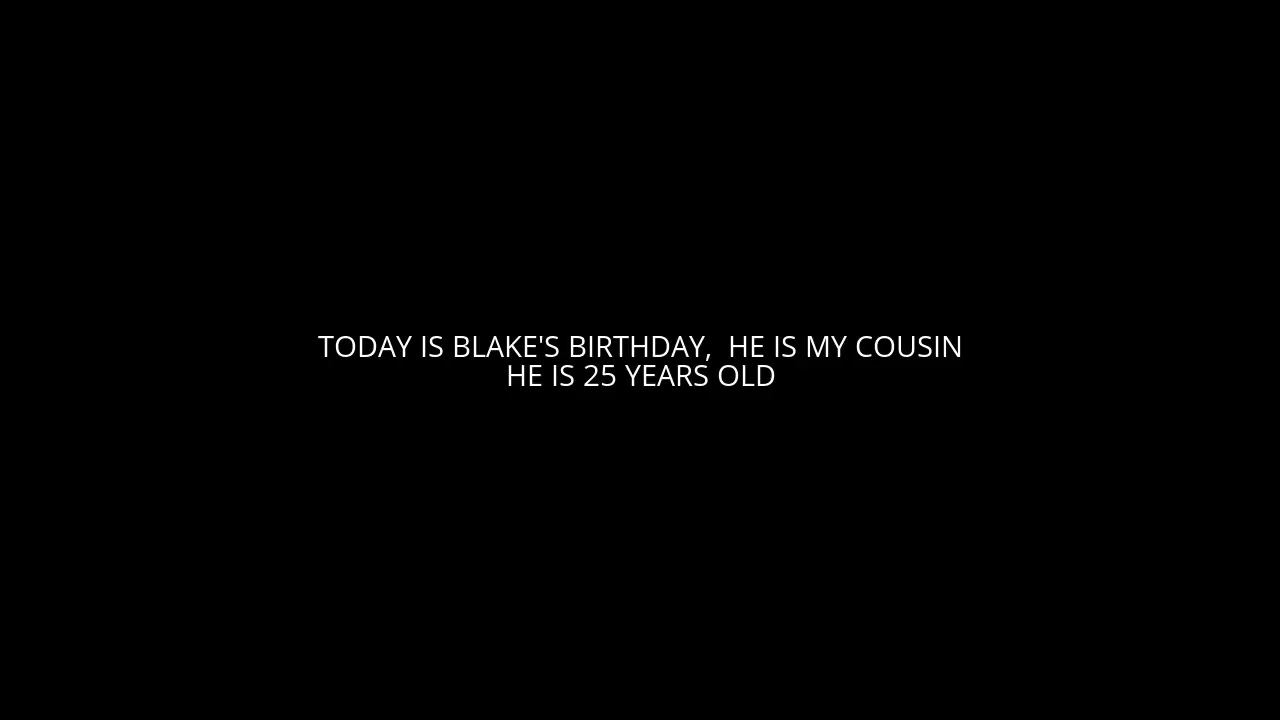 TODAY IS BLAKE'S BIRTHDAY,  HE IS MY COUSIN
HE IS 25 YEARS OLD